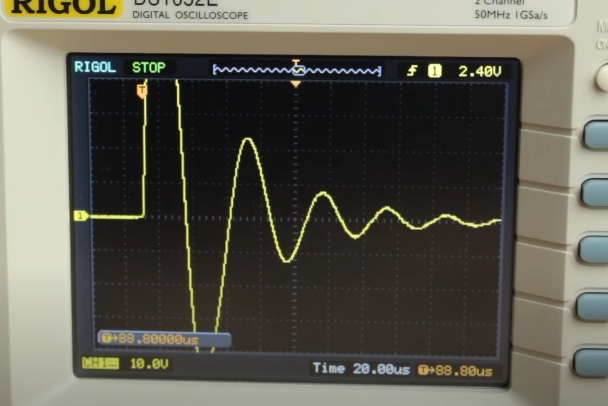 RIGOL DS1052E 2 Channel
DIGITAL OSCILLOSCOPE 50MHz 1GSa/s
RIGOL STOP T 1 2.40V
T
1
T→88.80000us
CH1 10.0V Time 20.00us T→88.80us